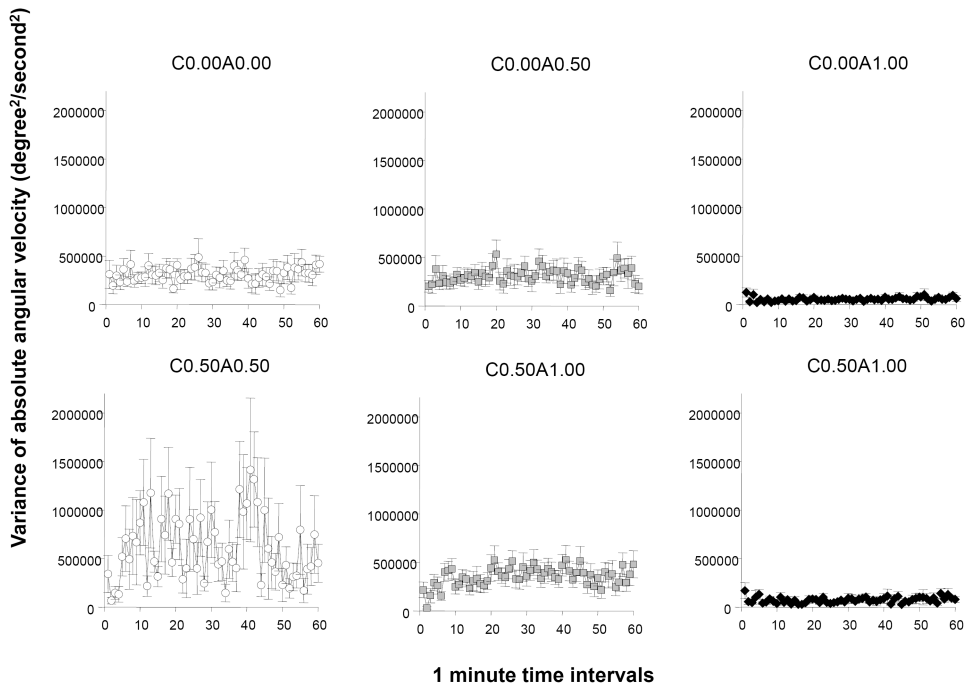 Variance of absolute angular velocity (degree²/second²)
C0.00A0.00
C0.00A0.50
C0.00A1.00
2000000
1500000
1000000
500000
0
0 10 20 30 40 50 60
2000000
1500000
1000000
500000
0
0 10 20 30 40 50 60
2000000
1500000
1000000
500000
0
0 10 20 30 40 50 60
C0.50A0.50
C0.50A1.00
C0.50A1.00
2000000
1500000
1000000
500000
0
0 10 20 30 40 50 60
2000000
1500000
1000000
500000
0
0 10 20 30 40 50 60
2000000
1500000
1000000
500000
0
0 10 20 30 40 50 60
1 minute time intervals